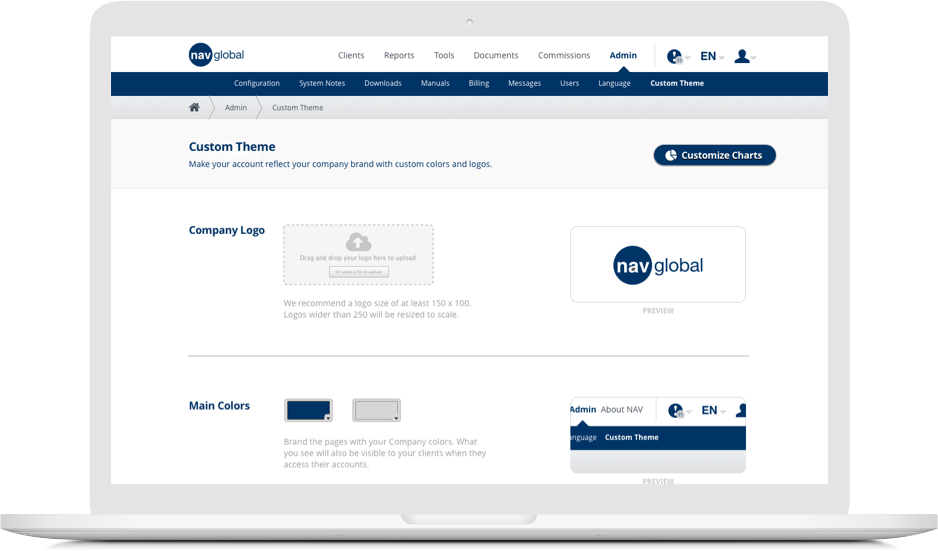 nav global
Clients Reports Tools Documents Commissions Admin EN
Configuration System Notes Downloads Manuals Billing Messages Users Language Custom Theme
Admin Custom Theme
Custom Theme
Make your account reflect your company brand with custom colors and logos.
Customize Charts
Company Logo
Drag and drop your logo here to upload
Or select a file to upload
We recommend a logo size of at least 150 x 100.
Logos wider than 250 will be resized to scale.
nav global
PREVIEW
Main Colors
Brand the pages with your Company colors. What
you see will also be visible to your clients when they
access their accounts.
Admin About NAV EN
anguage Custom Theme
PREVIEW